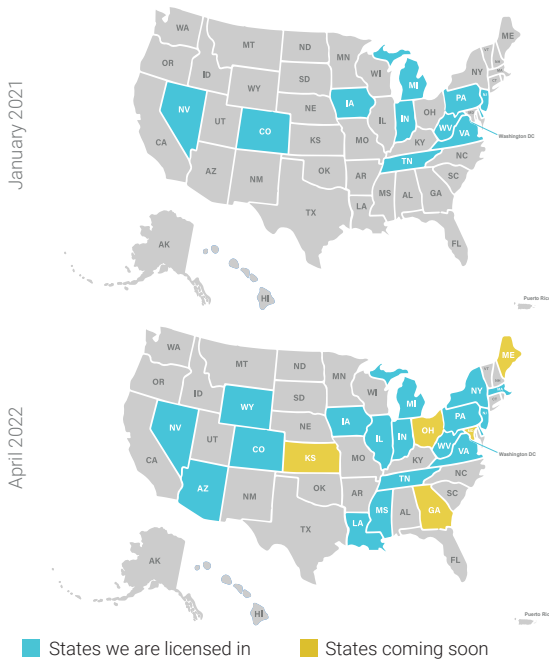 January 2021
WA
OR
CA
NV
ID
MT
WY
UT
CO
AZ
NM
ND
SD
NE
KS
OK
TX
MN
IA
MO
AR
LA
WI
IL
MI
IN
OH
KY
TN
MS
AL
GA
FL
SC
NC
VA
WV
PA
NY
ME
Washington DC
AK
HI
Puerto Rico
April 2022
WA
OR
CA
NV
ID
MT
WY
UT
CO
AZ
NM
ND
SD
NE
KS
OK
TX
MN
IA
MO
AR
LA
WI
IL
MI
IN
OH
KY
TN
MS
AL
GA
FL
SC
NC
VA
WV
PA
NY
ME
Washington DC
AK
HI
Puerto Rico
States we are licensed in
States coming soon